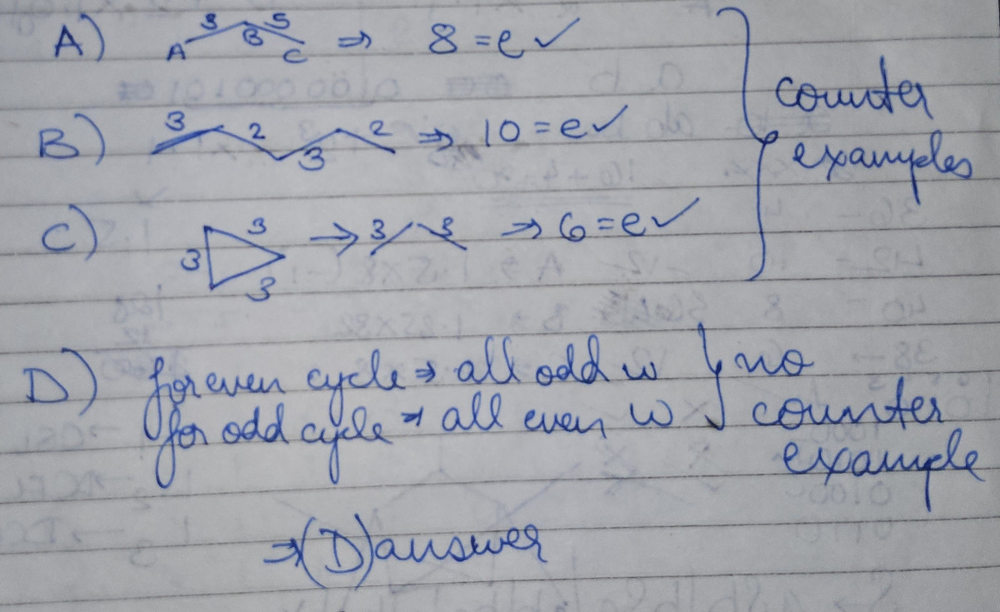 A) A 3 B 5 C ⇒ 8 = e ✓
B) 3 2 3 2 ⇒ 10 = e ✓
C) 3 3 3 → 3 3 ⇒ 6 = e ✓
} counter examples
D) for even cycle ⇒ all odd w
for odd cycle → all even w
} no counter example
⇒ (D) answer